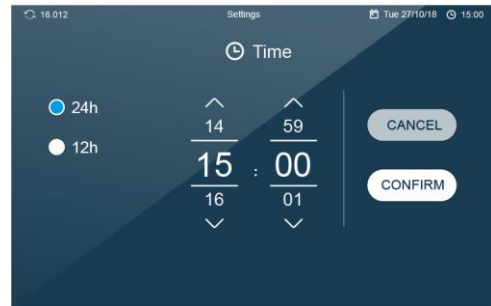 16.012 Settings Tue 27/10/18 15:00
Time
24h
12h
14 59
15 : 00
16 01
CANCEL
CONFIRM